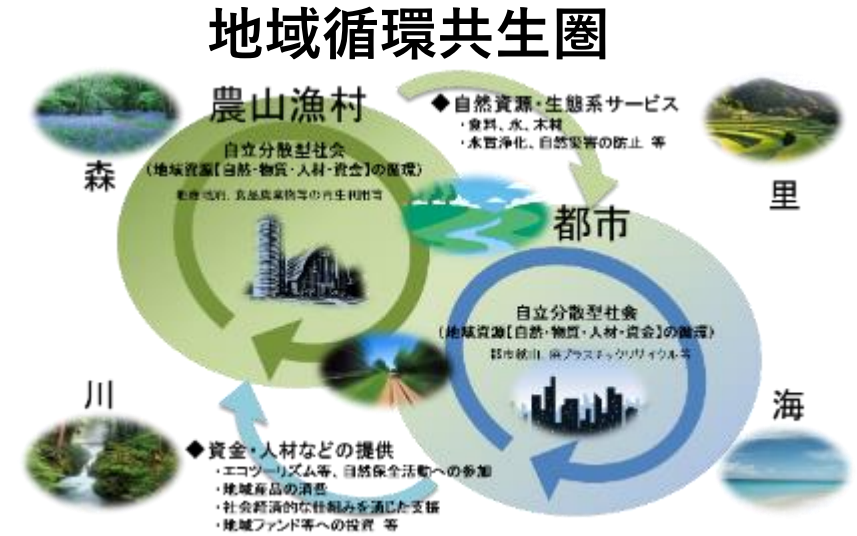 地域循環共生圏
農山漁村
◆自然資源・生態系サービス
・食料、水、木材
・水質浄化、自然災害の防止 等
自立分散型社会
(地域資源【自然・物質・人材・資金】の循環)
等の再生利用等
森
里
都市
自立分散型社会
(地域資源【自然・物質・人材・資金】の循環)
都市鉱山、廃プラスチックリサイクル等
川
海
◆資金・人材などの提供
・エコツーリズム等、自然保全活動への参加
・地域産品の消費
・社会経済的な仕組みを通じた支援
・地域ファンド等への投資 等